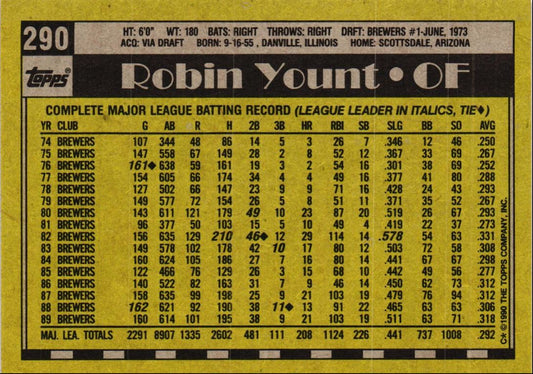 290
HT: 6'0" WT: 180 BATS: RIGHT THROWS: RIGHT DRFT: BREWERS #1-JUNE, 1973
ACQ: VIA DRAFT BORN: 9-16-55, DANVILLE, ILLINOIS HOME: SCOTTSDALE, ARIZONA
Topps
Robin Yount • OF
COMPLETE MAJOR LEAGUE BATTING RECORD (LEAGUE LEADER IN ITALICS, TIE♦)
YR CLUB G AB R H 2B 3B HR RBI SB SLG BB SO AVG
74 BREWERS 107 344 48 86 14 5 3 26 7 .346 12 46 .250
75 BREWERS 147 558 67 149 28 2 8 52 12 .367 33 69 .267
76 BREWERS 161♦ 638 59 161 19 3 2 54 16 .301 38 69 .252
77 BREWERS 154 605 66 174 34 4 4 49 16 .377 41 80 .288
78 BREWERS 127 502 66 147 23 9 9 71 16 .428 24 43 .293
79 BREWERS 149 577 72 154 26 5 8 51 11 .371 35 52 .267
80 BREWERS 143 611 121 179 49 10 23 87 20 .519 26 67 .293
81 BREWERS 96 377 50 103 15 5 10 49 4 .419 22 37 .273
82 BREWERS 156 635 129 210 46♦ 12 29 114 14 .578 54 63 .331
83 BREWERS 149 578 102 178 42 10 17 80 12 .503 72 58 .308
84 BREWERS 160 624 105 186 27 7 16 80 14 .441 67 67 .298
85 BREWERS 122 466 76 129 26 3 15 68 10 .442 49 56 .277
86 BREWERS 140 522 82 163 31 7 9 46 14 .450 62 73 .312
87 BREWERS 158 635 99 198 25 9 21 103 19 .479 76 94 .312
88 BREWERS 162 621 92 190 38 11♦ 13 91 22 .465 63 63 .306
89 BREWERS 160 614 101 195 38 9 21 103 19 .511 63 71 .318
MAJ. LEA. TOTALS 2291 8907 1335 2602 481 111 208 1124 226 .441 737 1008 .292
C* © 1990 THE TOPPS COMPANY, INC.